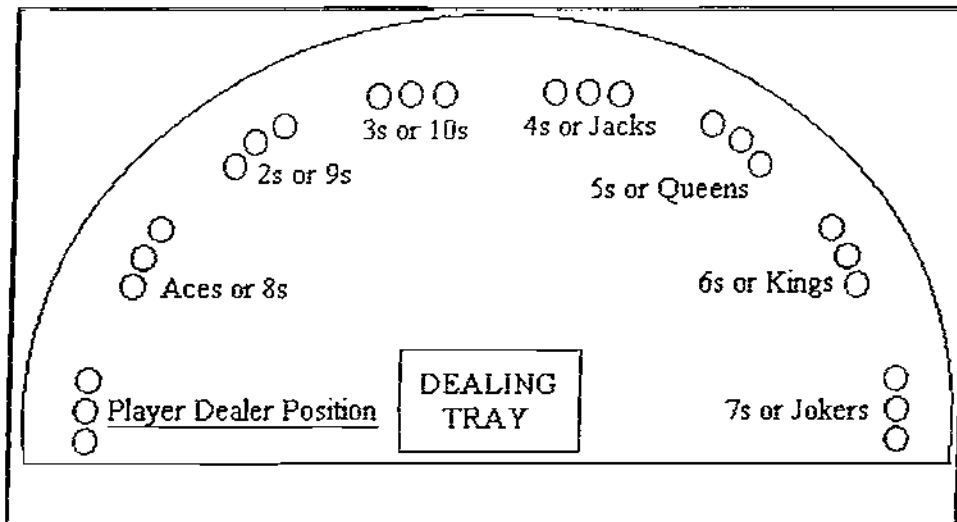 3s or 10s
4s or Jacks
2s or 9s
5s or Queens
Aces or 8s
6s or Kings
Player Dealer Position
DEALING
TRAY
7s or Jokers